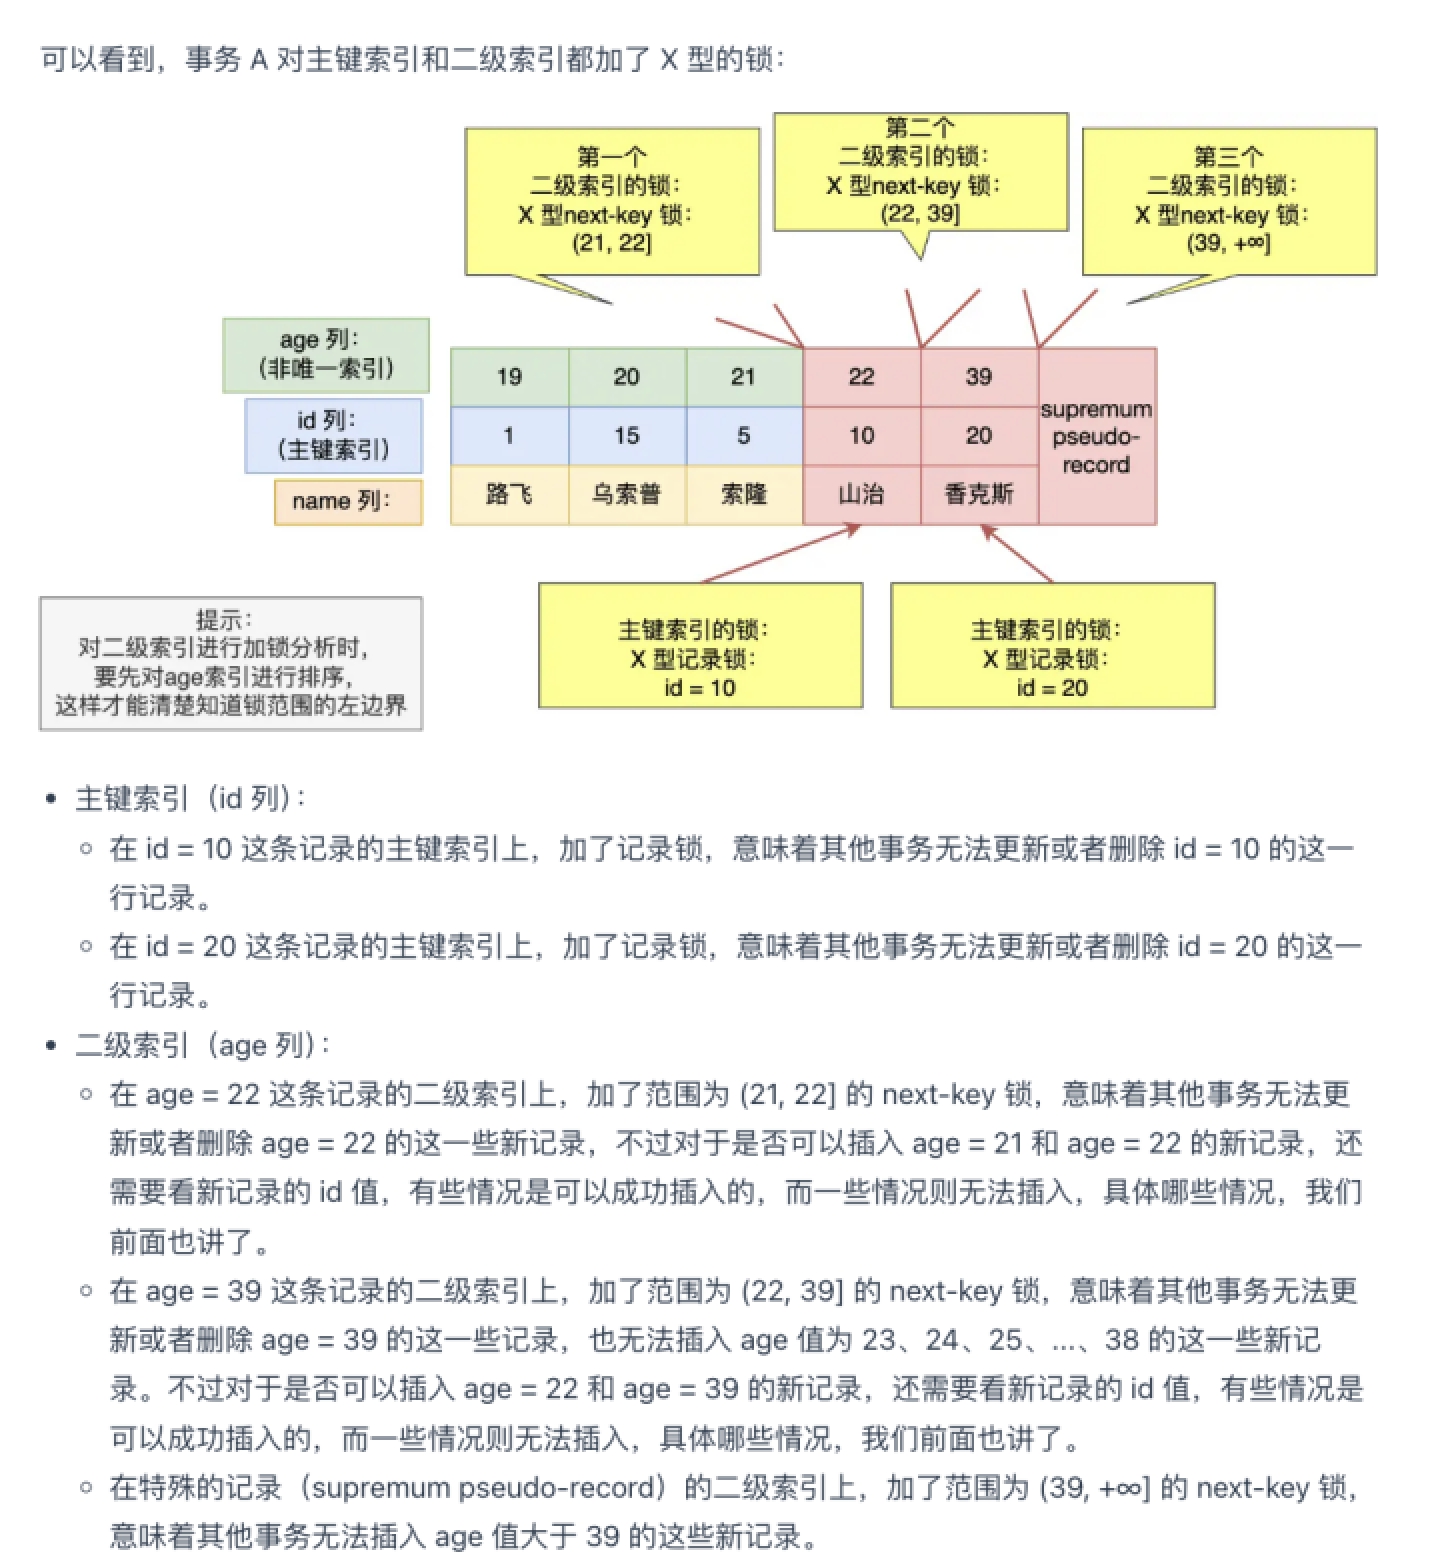 可以看到，事务 A 对主键索引和二级索引都加了 X 型的锁：
第一个
二级索引的锁：
X 型next-key 锁：
(21, 22]
第二个
二级索引的锁：
X 型next-key 锁：
(22, 39]
第三个
二级索引的锁：
X 型next-key 锁：
(39, +∞]
age 列：
（非唯一索引）
19 20 21 22 39
id 列：
（主键索引）
1 15 5 10 20
supremum
pseudo-
record
name 列：
路飞 乌索普 索隆 山治 香克斯
提示：
对二级索引进行加锁分析时，
要先对age索引进行排序，
这样才能清楚知道锁范围的左边界
主键索引的锁：
X 型记录锁：
id = 10
主键索引的锁：
X 型记录锁：
id = 20
• 主键索引（id 列）：
◦ 在 id = 10 这条记录的主键索引上，加了记录锁，意味着其他事务无法更新或者删除 id = 10 的这一
行记录。
◦ 在 id = 20 这条记录的主键索引上，加了记录锁，意味着其他事务无法更新或者删除 id = 20 的这一
行记录。
• 二级索引（age 列）：
◦ 在 age = 22 这条记录的二级索引上，加了范围为 (21, 22] 的 next-key 锁，意味着其他事务无法更
新或者删除 age = 22 的这一些新记录，不过对于是否可以插入 age = 21 和 age = 22 的新记录，还
需要看新记录的 id 值，有些情况是可以成功插入的，而一些情况则无法插入，具体哪些情况，我们
前面也讲了。
◦ 在 age = 39 这条记录的二级索引上，加了范围为 (22, 39] 的 next-key 锁，意味着其他事务无法更
新或者删除 age = 39 的这一些记录，也无法插入 age 值为 23、24、25、...、38 的这一些新记
录。不过对于是否可以插入 age = 22 和 age = 39 的新记录，还需要看新记录的 id 值，有些情况是
可以成功插入的，而一些情况则无法插入，具体哪些情况，我们前面也讲了。
◦ 在特殊的记录（supremum pseudo-record）的二级索引上，加了范围为 (39, +∞] 的 next-key 锁，
意味着其他事务无法插入 age 值大于 39 的这些新记录。